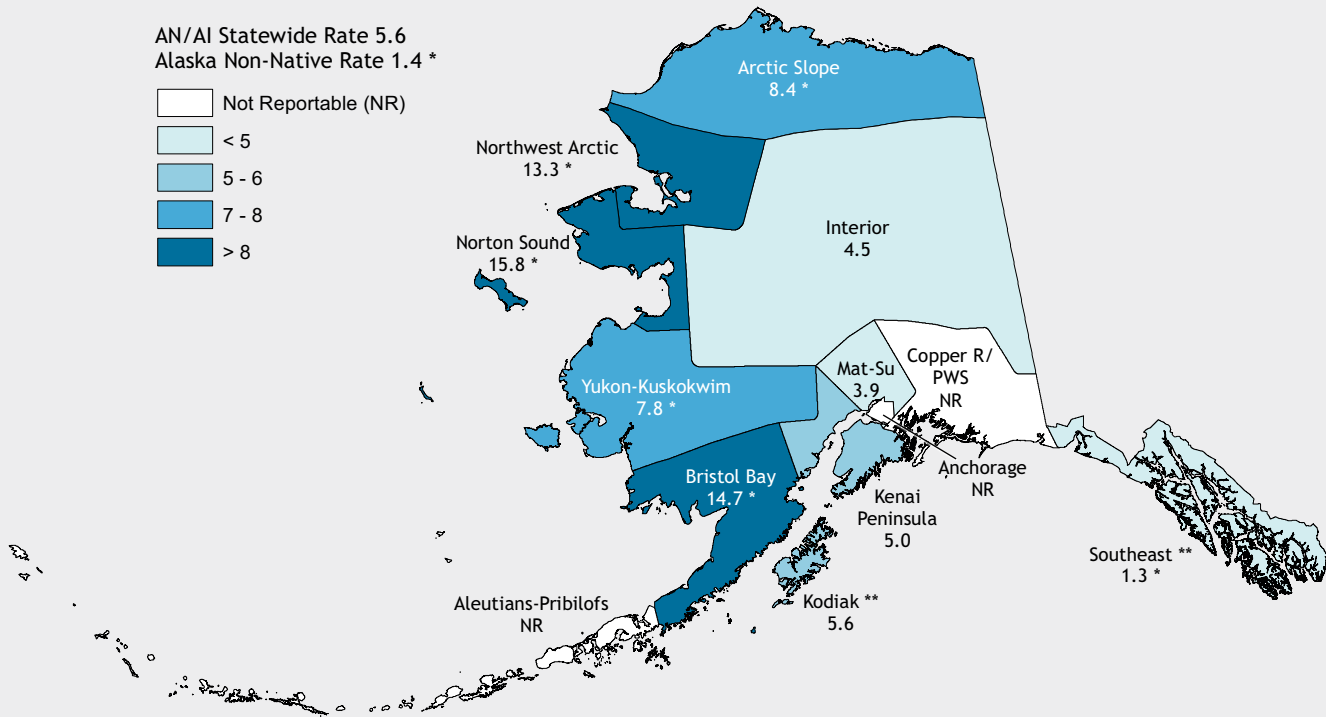 AN/AI Statewide Rate 5.6
Alaska Non-Native Rate 1.4 *
Not Reportable (NR)
< 5
5 - 6
7 - 8
> 8
Arctic Slope
8.4 *
Northwest Arctic
13.3 *
Norton Sound
15.8 *
Interior
4.5
Yukon-Kuskokwim
7.8 *
Mat-Su
3.9
Copper R/
PWS
NR
Anchorage
NR
Bristol Bay
14.7 *
Kenai
Peninsula
5.0
Southeast **
1.3 *
Kodiak **
5.6
Aleutians-Pribilofs
NR